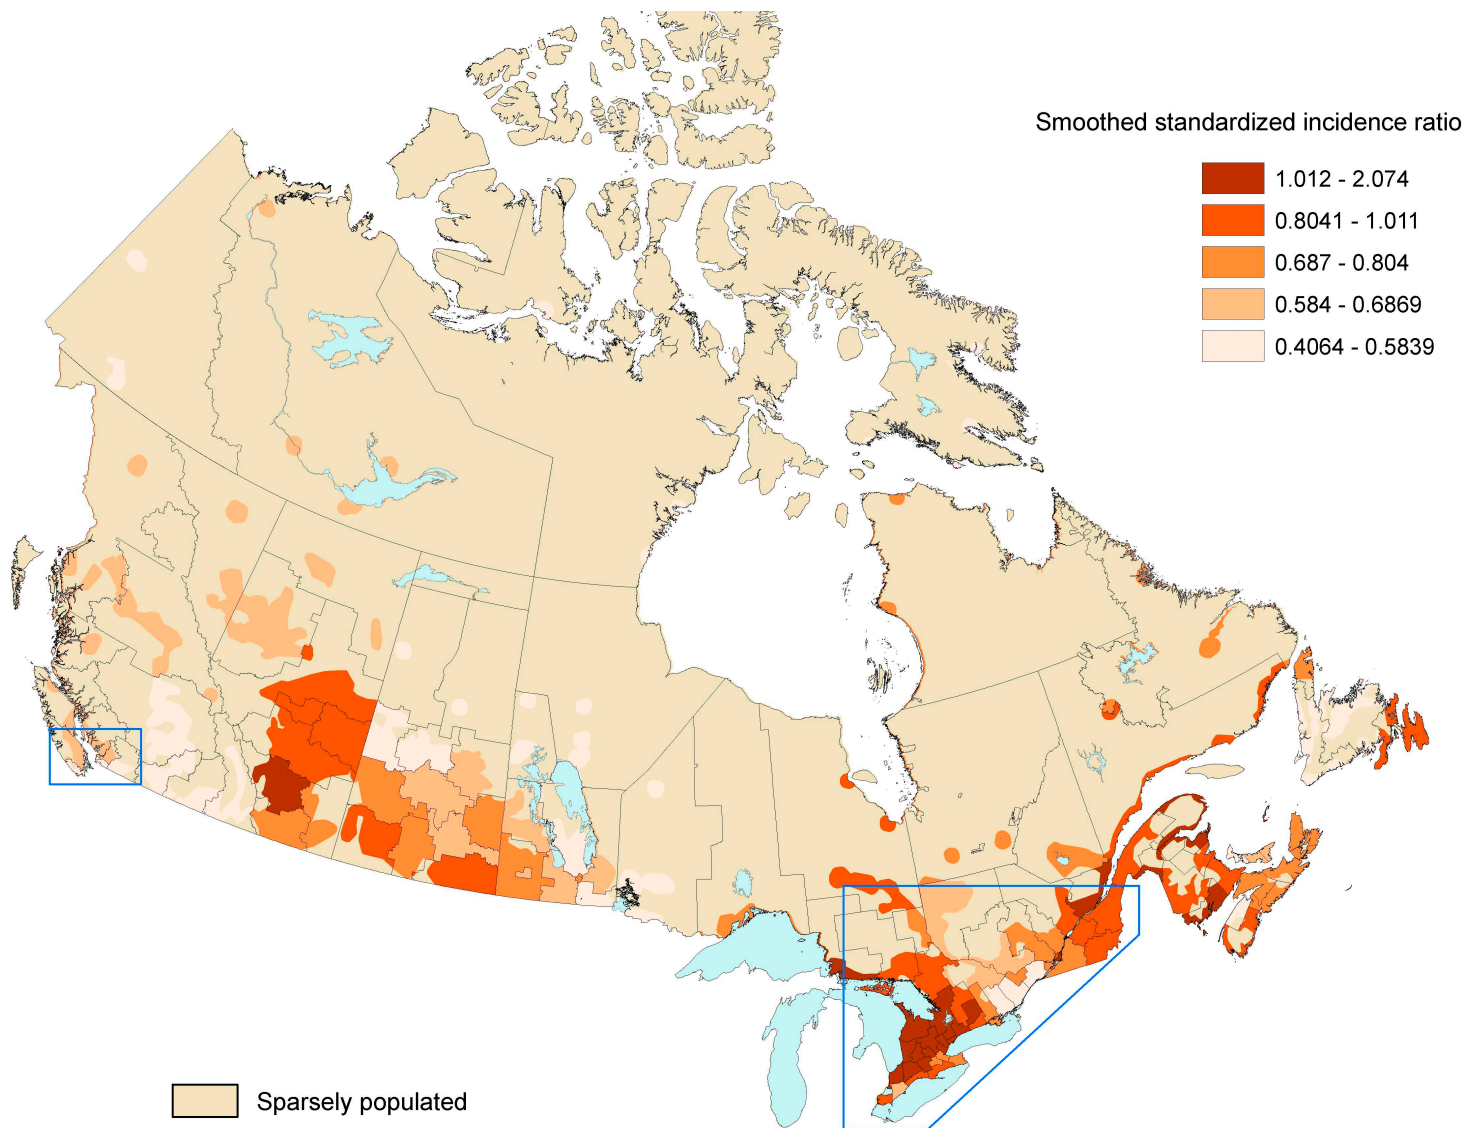 Smoothed standardized incidence ratio
1.012 - 2.074
0.8041 - 1.011
0.687 - 0.804
0.584 - 0.6869
0.4064 - 0.5839
Sparsely populated